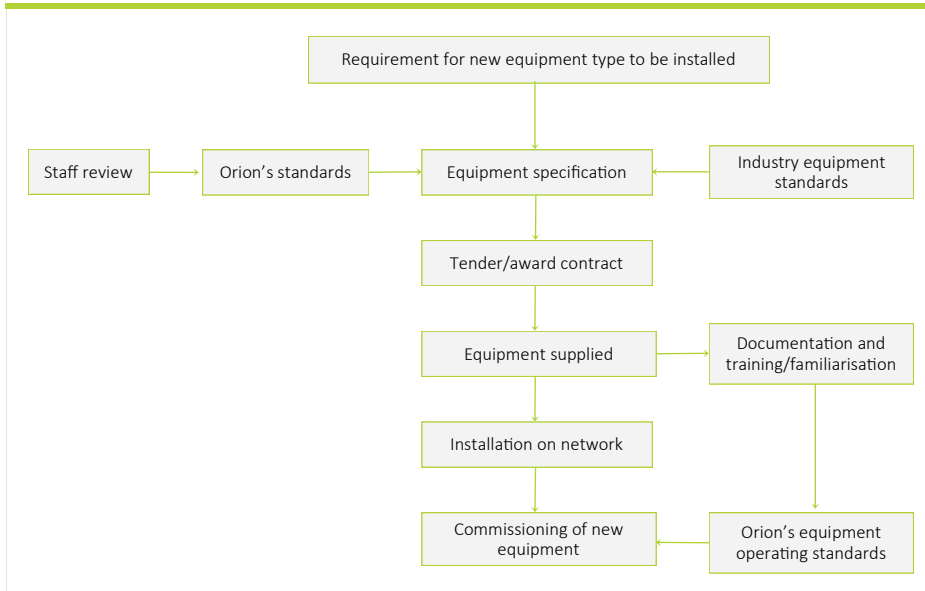 Requirement for new equipment type to be installed
Staff review
Orion’s standards
Equipment specification
Industry equipment
standards
Tender/award contract
Equipment supplied
Documentation and
training/familiarisation
Installation on network
Commissioning of new
equipment
Orion’s equipment
operating standards